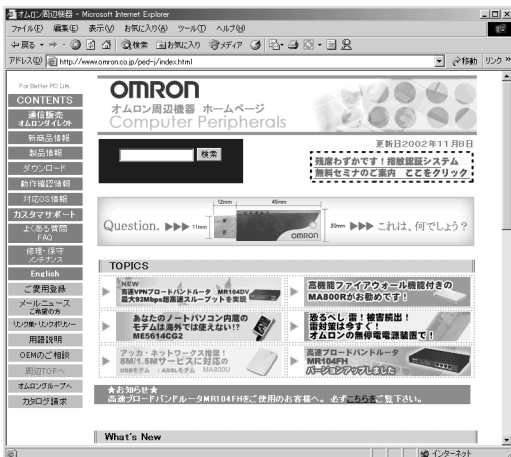 オムロン周辺機器 - Microsoft Internet Explorer
ファイル(F) 編集(E) 表示(V) お気に入り(A) ツール(T) ヘルプ(H)
戻る 検索 お気に入り メディア
アドレス(D) http://www.omron.co.jp/ped-j/index.html 移動 リンク »
For Better PC Life.
CONTENTS
通信販売
オムロンダイレクト
新商品情報
製品情報
ダウンロード
動作確認情報
対応OS情報
カスタマサポート
よくある質問
FAQ
修理・保守
メンテナンス
English
ご愛用登録
メールニュース
ご希望の方
リンク集・リンクポリシー
用語説明
OEMのご相談
周辺TOPへ
オムロングループへ
カタログ請求
OMRON
オムロン周辺機器 ホームページ
Computer Peripherals
検索
更新日2002年11月8日
残席わずかです!指紋認証システム
無料セミナのご案内 ここをクリック
12mm 45mm
Question. ▶▶▶ 11mm OMRON 20mm ▶▶▶ これは、何でしょう?
TOPICS
NEW
高速VPNブロードバンドルータ MR104DV
最大92Mbps超高速スループットを実現
高機能ファイアウォール機能付きの
MA800Rがお勧めです!
あなたのノートパソコン内蔵の
モデムは海外では使えない!?
ME5614CG2
恐るべし雷!被害続出!
雷対策は今すぐ!
オムロンの無停電電源装置で!
アッカ・ネットワークス推奨!
8M/1.5Mサービスに対応の
USBモデム :ADSLモデム MA800U
高速ブロードバンドルータ
MR104FH
バージョンアップしました
★お知らせ★
高速ブロードバンドルータMR104FHをご使用のお客様へ。必ずこちらをご覧下さい。
What's New
インターネット